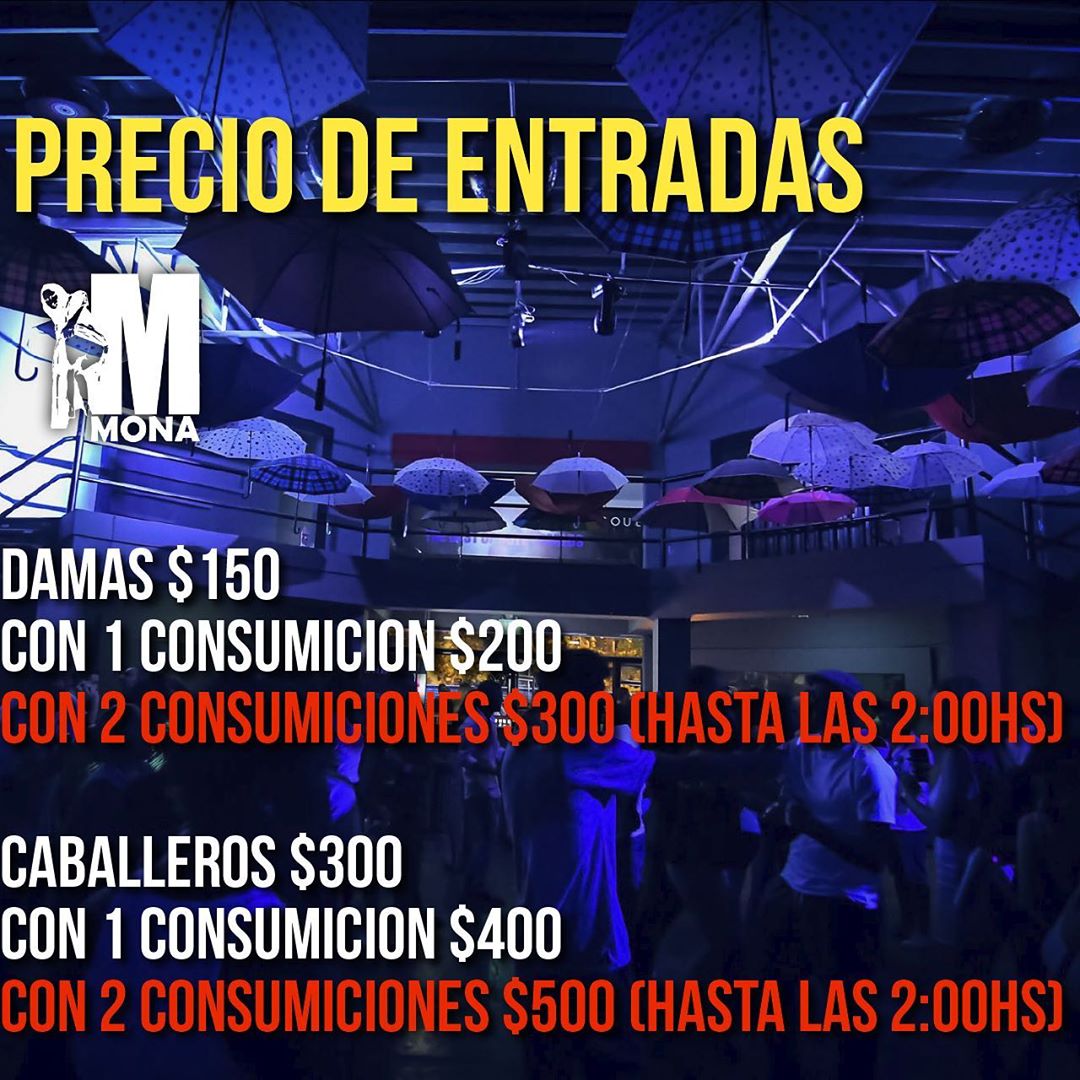 PRECIO DE ENTRADAS
M
MONA
DAMAS $150
CON 1 CONSUMICION $200
CON 2 CONSUMICIONES $300 (HASTA LAS 2:00HS)
CABALLEROS $300
CON 1 CONSUMICION $400
CON 2 CONSUMICIONES $500 (HASTA LAS 2:00HS)